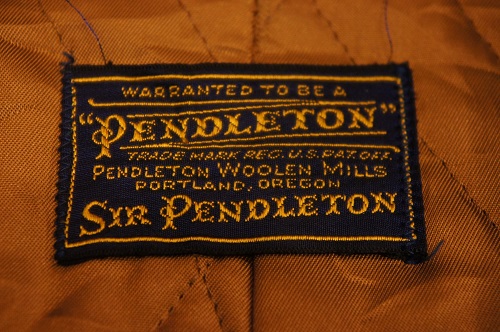 WARRANTED TO BE A
"PENDLETON"
TRADE MARK REG. U.S. PAT. OFF.
PENDLETON WOOLEN MILLS
PORTLAND, OREGON
SIR PENDLETON